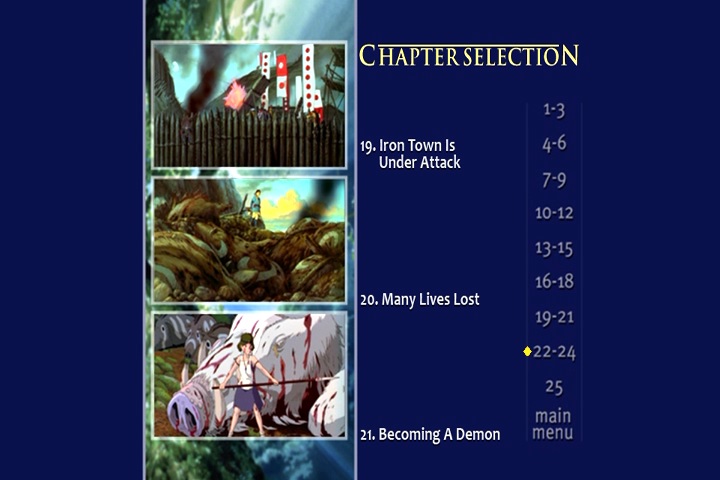 CHAPTER SELECTION
19. Iron Town Is
Under Attack
20. Many Lives Lost
21. Becoming A Demon
1-3
4-6
7-9
10-12
13-15
16-18
19-21
22-24
25
main
menu